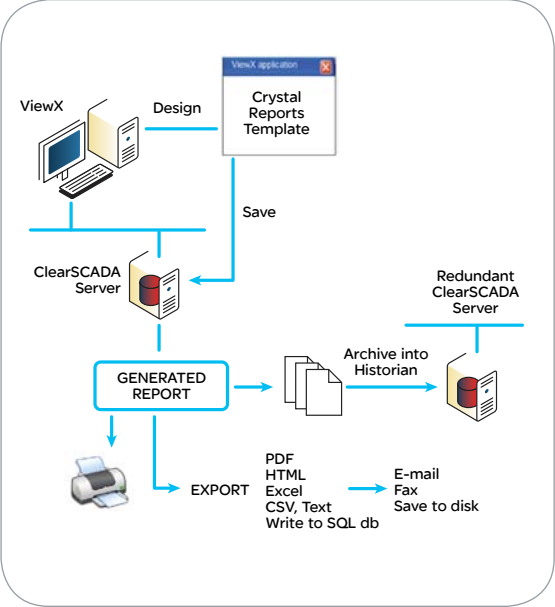 ViewX application
ViewX
Design
Crystal
Reports
Template
Save
ClearSCADA
Server
Redundant
ClearSCADA
Server
GENERATED
REPORT
Archive into
Historian
EXPORT
PDF
HTML
Excel
CSV, Text
Write to SQL db
E-mail
Fax
Save to disk